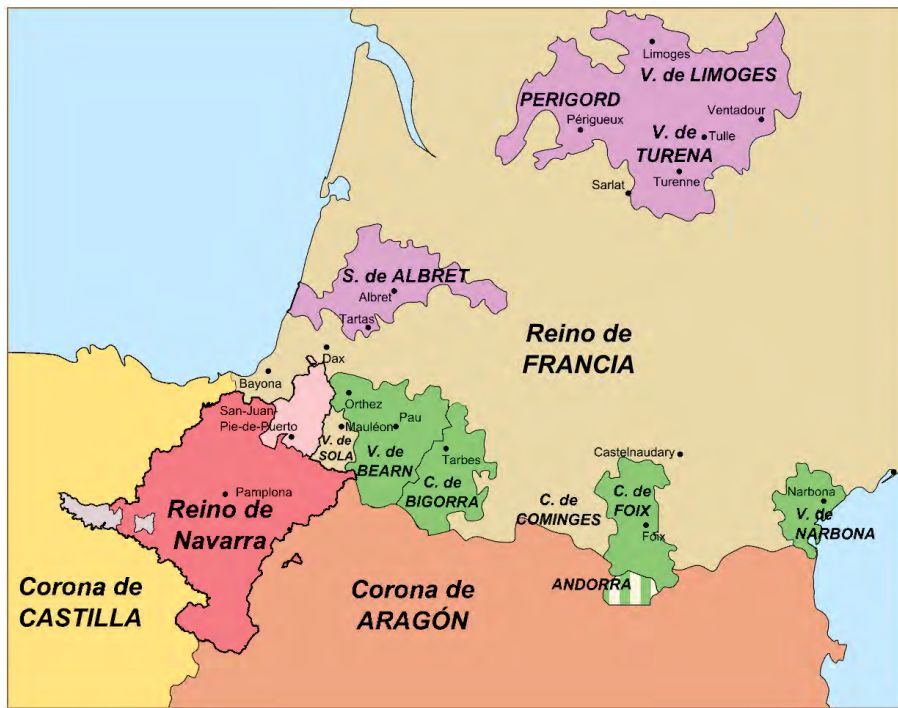 Limoges
V. de LIMOGES
PERIGORD
Périgueux
Ventadour
V. de
TURENA
Tulle
Turenne
Sarlat
S. de ALBRET
Albret
Tartas
Reino de
FRANCIA
Dax
Bayona
San-Juan-
Pie-de-Puerto
Orthez
Mauléon
Pau
V. de
SOLA
V. de
BEARN
Tarbes
C. de
BIGORRA
Castelnaudary
C. de
COMINGES
C. de
FOIX
Foix
Narbona
V. de
NARBONA
Pamplona
Reino de
Navarra
ANDORRA
Corona de
CASTILLA
Corona de
ARAGÓN